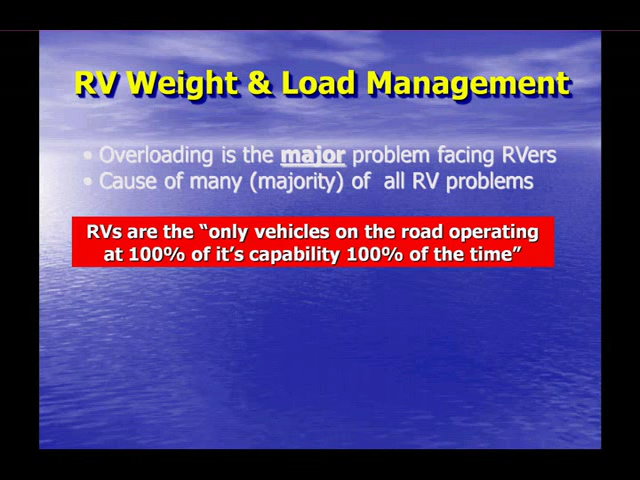 RV Weight & Load Management
• Overloading is the major problem facing RVers
• Cause of many (majority) of  all RV problems
RVs are the “only vehicles on the road operating
at 100% of it’s capability 100% of the time”